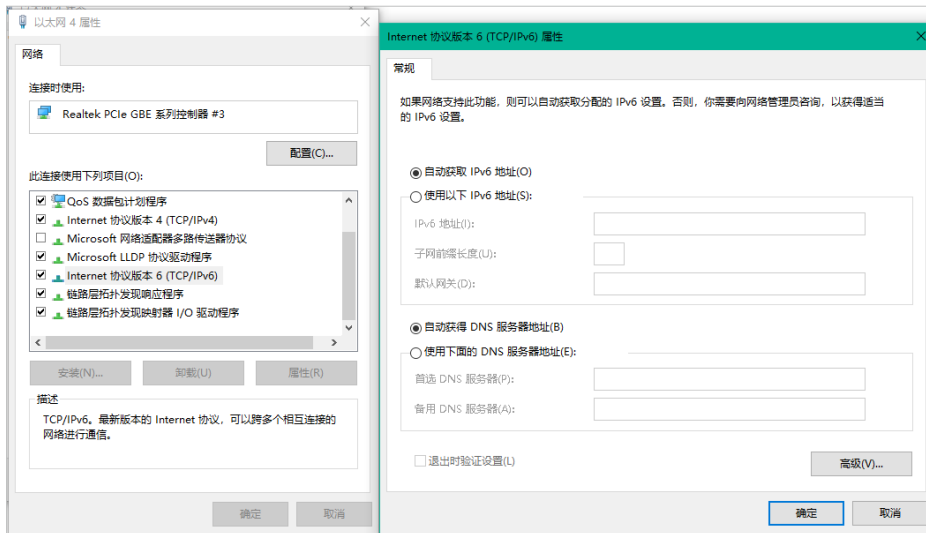 以太网 4 属性
网络
连接时使用:
Realtek PCIe GBE 系列控制器 #3
配置(C)...
此连接使用下列项目(O):
QoS 数据包计划程序
Internet 协议版本 4 (TCP/IPv4)
Microsoft 网络适配器多路传送器协议
Microsoft LLDP 协议驱动程序
Internet 协议版本 6 (TCP/IPv6)
链路层拓扑发现响应程序
链路层拓扑发现映射器 I/O 驱动程序
安装(N)...
卸载(U)
属性(R)
描述
TCP/IPv6。最新版本的 Internet 协议，可以跨多个相互连接的
网络进行通信。
确定
取消
Internet 协议版本 6 (TCP/IPv6) 属性
常规
如果网络支持此功能，则可以自动获取分配的 IPv6 设置。否则，你需要向网络管理员咨询，以获得适当
的 IPv6 设置。
自动获取 IPv6 地址(O)
使用以下 IPv6 地址(S):
IPv6 地址(I):
子网前缀长度(U):
默认网关(D):
自动获得 DNS 服务器地址(B)
使用下面的 DNS 服务器地址(E):
首选 DNS 服务器(P):
备用 DNS 服务器(A):
退出时验证设置(L)
高级(V)...
确定
取消